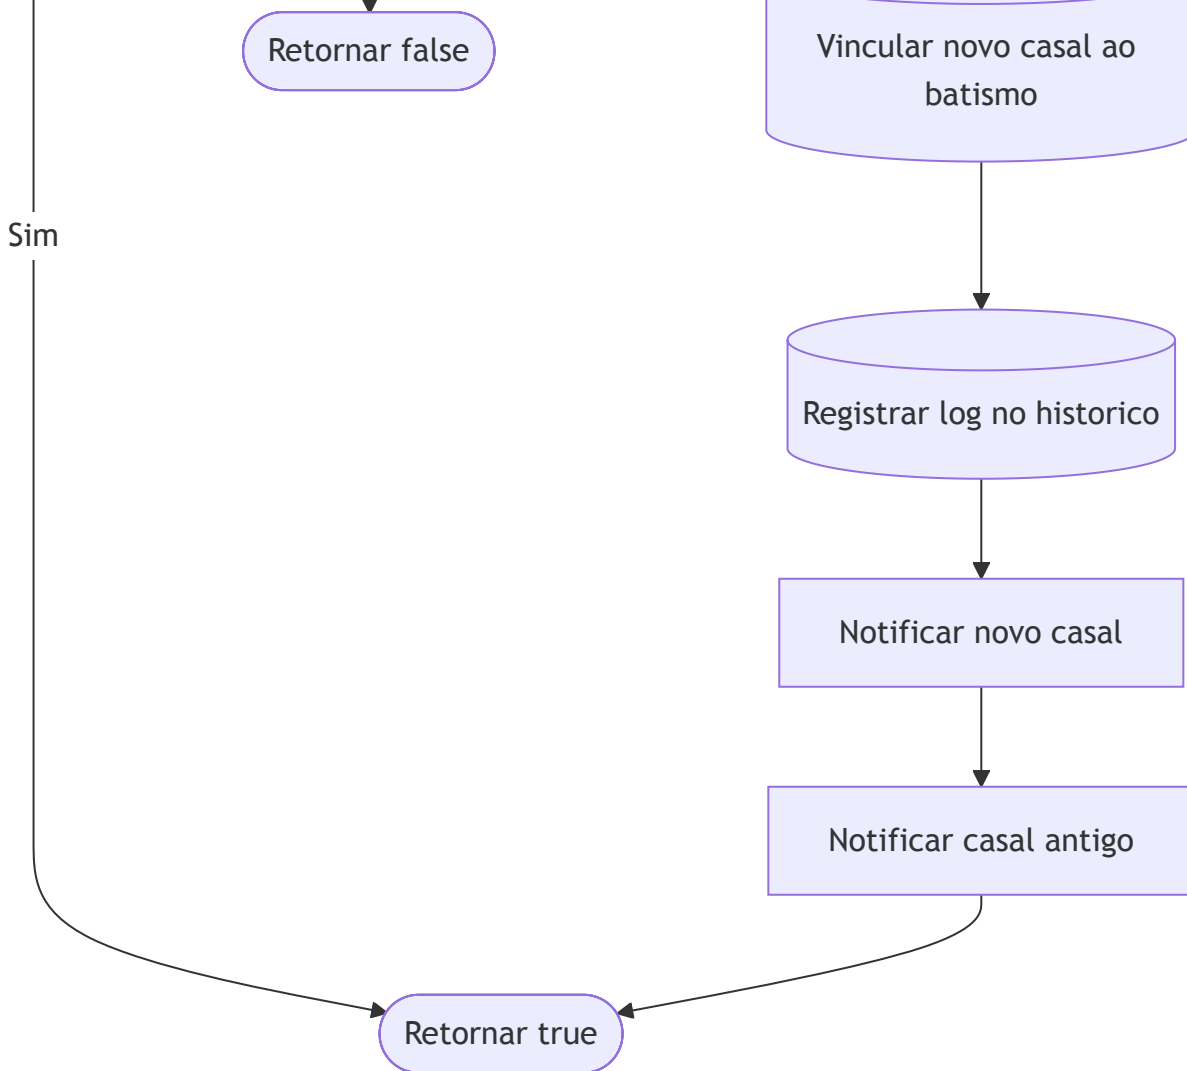 Retornar false
Vincular novo casal ao
batismo
Sim
Registrar log no historico
Notificar novo casal
Notificar casal antigo
Retornar true